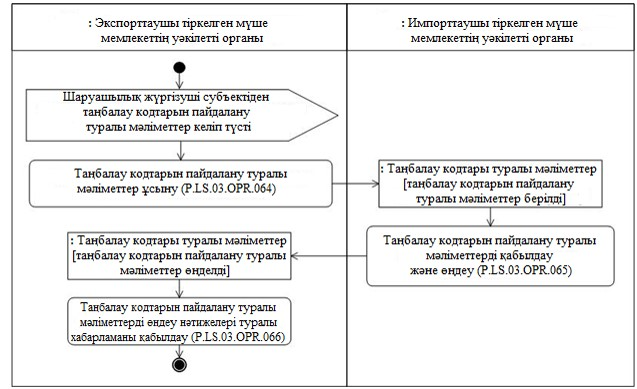 : Экспорттаушы тіркелген мүше
мемлекеттің уәкілетті органы
: Импорттаушы тіркелген мүше
мемлекеттің уәкілетті органы
Шаруашылық жүргізуші субъектіден
таңбалау кодтарын пайдалану
туралы мәліметтер келіп түсті
Таңбалау кодтарын пайдалану туралы
мәліметтер ұсыну (P.LS.03.OPR.064)
: Таңбалау кодтары туралы мәліметтер
[таңбалау кодтарын пайдалану
туралы мәліметтер берілді]
Таңбалау кодтарын пайдалану туралы
мәліметтерді қабылдау
және өңдеу (P.LS.03.OPR.065)
: Таңбалау кодтары туралы мәліметтер
[таңбалау кодтарын пайдалану туралы
мәліметтер өңделді]
Таңбалау кодтарын пайдалану туралы
мәліметтерді өңдеу нәтижелері туралы
хабарламаны қабылдау (P.LS.03.OPR.066)